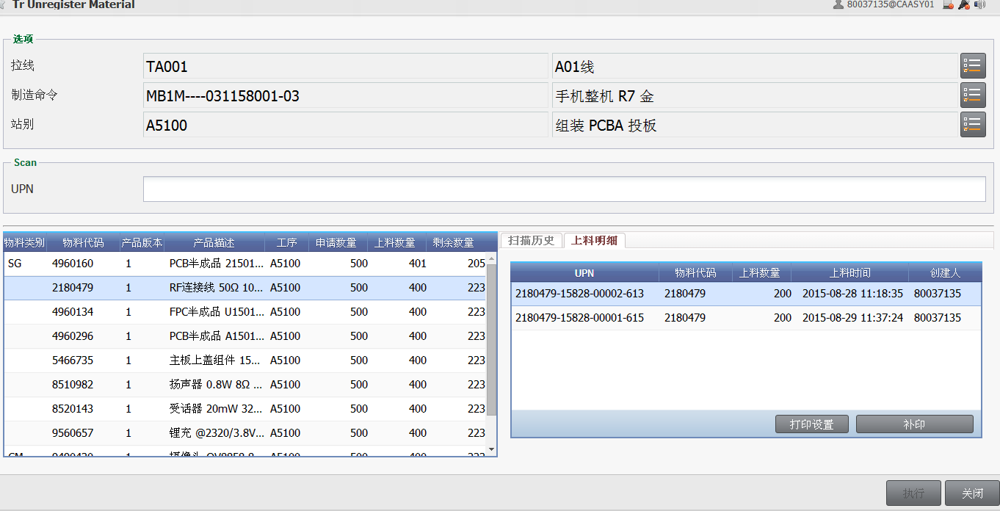 Tr Unregister Material
80037135@CAASY01
选项
拉线 TA001 A01线
制造命令 MB1M----031158001-03 手机整机 R7 金
站别 A5100 组装 PCBA 投板
Scan
UPN
物料类别 物料代码 产品版本 产品描述 工序 申请数量 上料数量 剩余数量
SG 4960160 1 PCB半成品 21501... A5100 500 401 205
2180479 1 RF连接线 50Ω 10... A5100 500 400 223
4960134 1 FPC半成品 U1501... A5100 500 400 223
4960296 1 PCB半成品 A1501... A5100 500 400 223
5466735 1 主板上盖组件 15... A5100 500 400 223
8510982 1 扬声器 0.8W 8Ω ... A5100 500 400 223
8520143 1 受话器 20mW 32... A5100 500 400 223
9560657 1 锂充 @2320/3.8V... A5100 500 400 223
CM 1 摄像头 A5100 500 400 223
扫描历史 上料明细
UPN 物料代码 上料数量 上料时间 创建人
2180479-15828-00002-613 2180479 200 2015-08-28 11:18:35 80037135
2180479-15828-00001-615 2180479 200 2015-08-29 11:37:24 80037135
打印设置 补印
执行 关闭